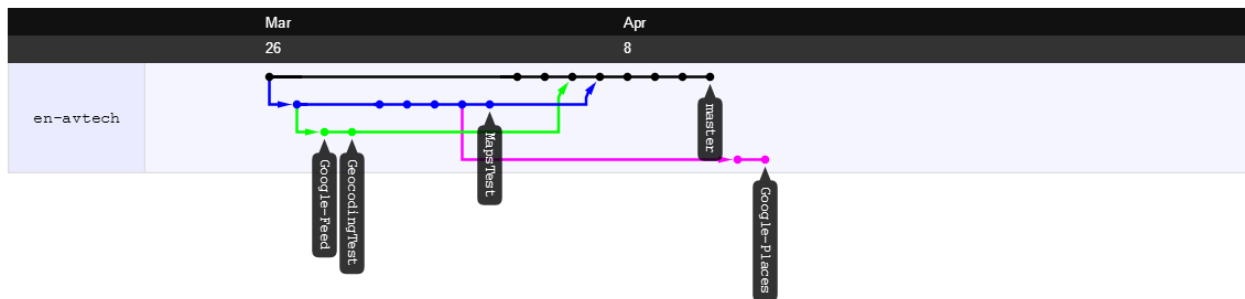 Mar Apr
26 8
en-avtech
master
MapsTest
Google-Feed
GeocodingTest
Google-Places